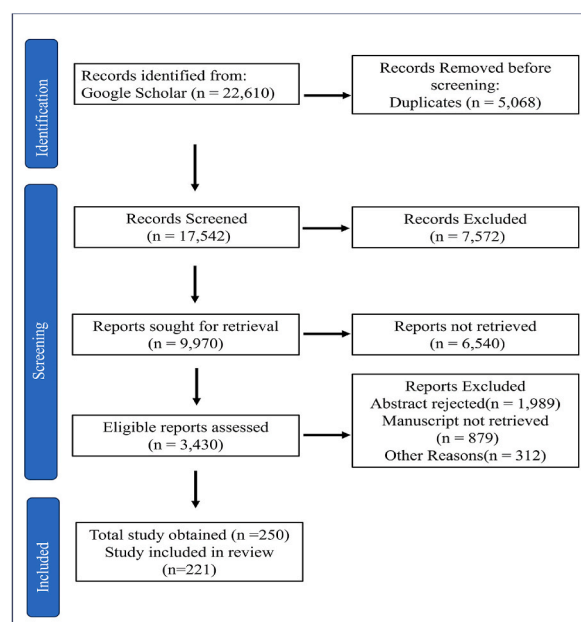 Identification
Records identified from:
Google Scholar (n = 22,610)
Records Removed before
screening:
Duplicates (n = 5,068)
Screening
Records Screened
(n = 17,542)
Records Excluded
(n = 7,572)
Reports sought for retrieval
(n = 9,970)
Reports not retrieved
(n = 6,540)
Eligible reports assessed
(n = 3,430)
Reports Excluded
Abstract rejected(n = 1,989)
Manuscript not retrieved
(n = 879)
Other Reasons(n = 312)
Included
Total study obtained (n =250)
Study included in review
(n=221)